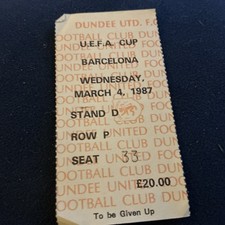 DUNDEE UTD. F.C.
U.E.F.A. CUP
BARCELONA
WEDNESDAY,
MARCH 4, 1987
STAND D
ROW P
SEAT 33
£20.00
To be Given Up